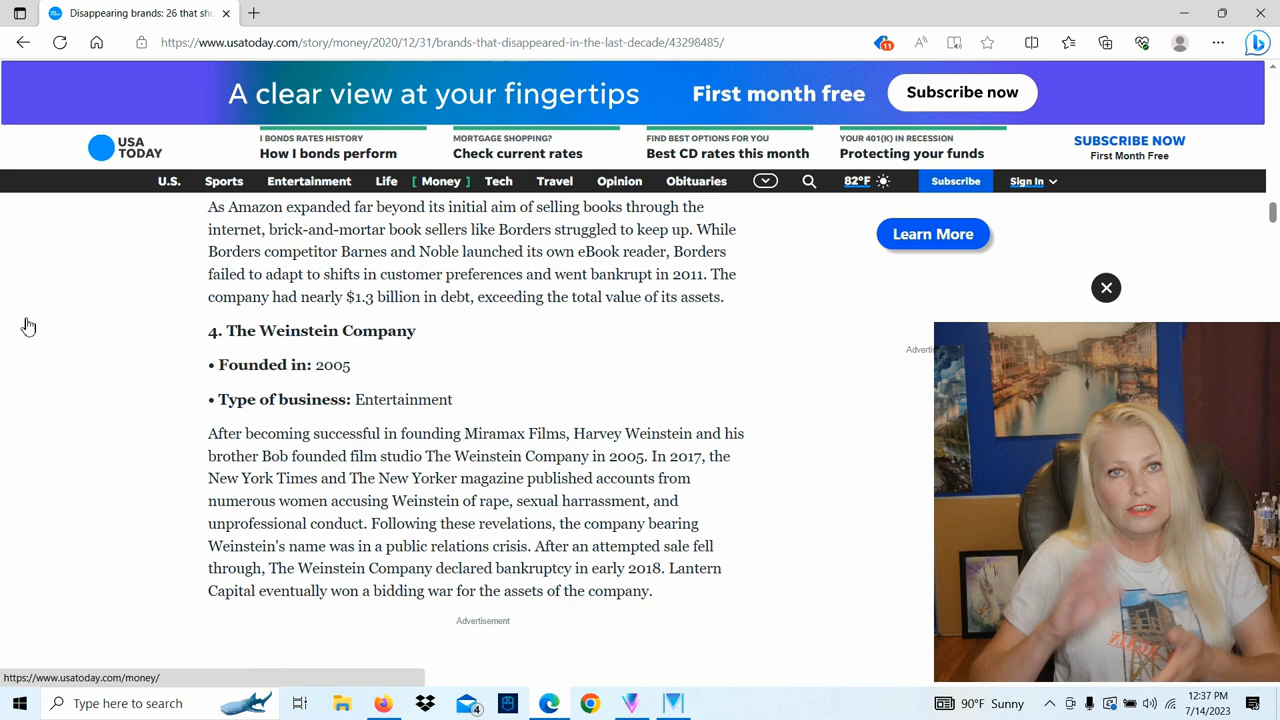 Disappearing brands: 26 that shu
https://www.usatoday.com/story/money/2020/12/31/brands-that-disappeared-in-the-last-decade/43298485/
11
A clear view at your fingertips
First month free
Subscribe now
USA
TODAY
I BONDS RATES HISTORY
How I bonds perform
MORTGAGE SHOPPING?
Check current rates
FIND BEST OPTIONS FOR YOU
Best CD rates this month
YOUR 401(K) IN RECESSION
Protecting your funds
SUBSCRIBE NOW
First Month Free
U.S. Sports Entertainment Life [ Money ] Tech Travel Opinion Obituaries 82°F Subscribe Sign In
As Amazon expanded far beyond its initial aim of selling books through the
internet, brick-and-mortar book sellers like Borders struggled to keep up. While
Borders competitor Barnes and Noble launched its own eBook reader, Borders
failed to adapt to shifts in customer preferences and went bankrupt in 2011. The
company had nearly $1.3 billion in debt, exceeding the total value of its assets.
Learn More
4. The Weinstein Company
• Founded in: 2005
• Type of business: Entertainment
After becoming successful in founding Miramax Films, Harvey Weinstein and his
brother Bob founded film studio The Weinstein Company in 2005. In 2017, the
New York Times and The New Yorker magazine published accounts from
numerous women accusing Weinstein of rape, sexual harrassment, and
unprofessional conduct. Following these revelations, the company bearing
Weinstein's name was in a public relations crisis. After an attempted sale fell
through, The Weinstein Company declared bankruptcy in early 2018. Lantern
Capital eventually won a bidding war for the assets of the company.
Advertisement
https://www.usatoday.com/money/
Type here to search
4
90°F Sunny
12:37 PM
7/14/2023